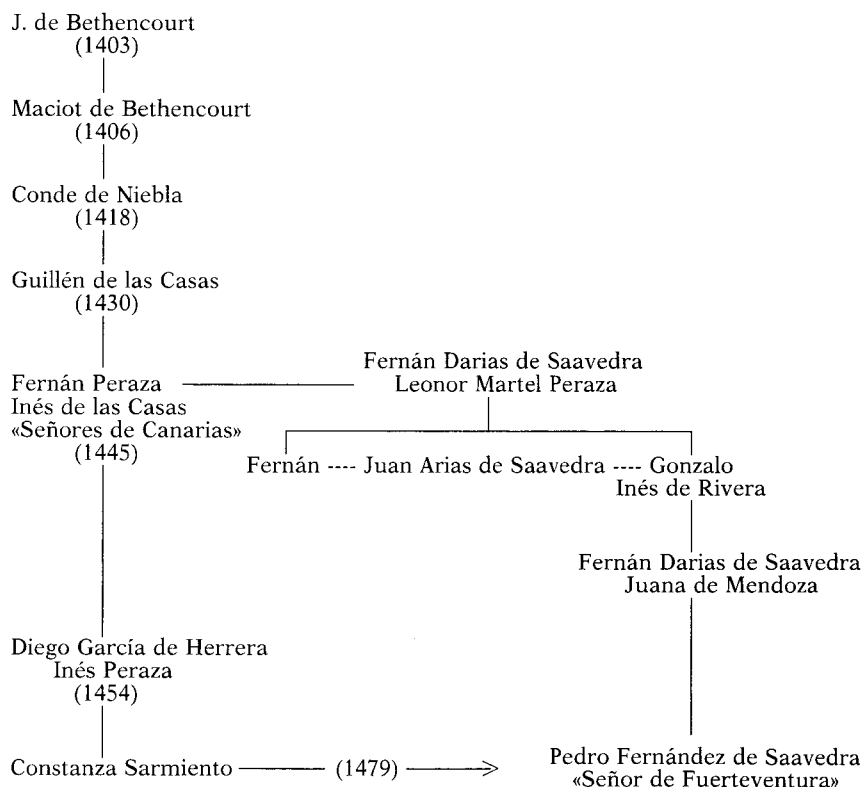 J. de Bethencourt
(1403)
Maciot de Bethencourt
(1406)
Conde de Niebla
(1418)
Guillén de las Casas
(1430)
Fernán Peraza
Inés de las Casas
«Señores de Canarias»
(1445)
Fernán Darias de Saavedra
Leonor Martel Peraza
Fernán ---- Juan Arias de Saavedra ---- Gonzalo
Inés de Rivera
Fernán Darias de Saavedra
Juana de Mendoza
Diego García de Herrera
Inés Peraza
(1454)
Constanza Sarmiento (1479) Pedro Fernández de Saavedra
«Señor de Fuerteventura»